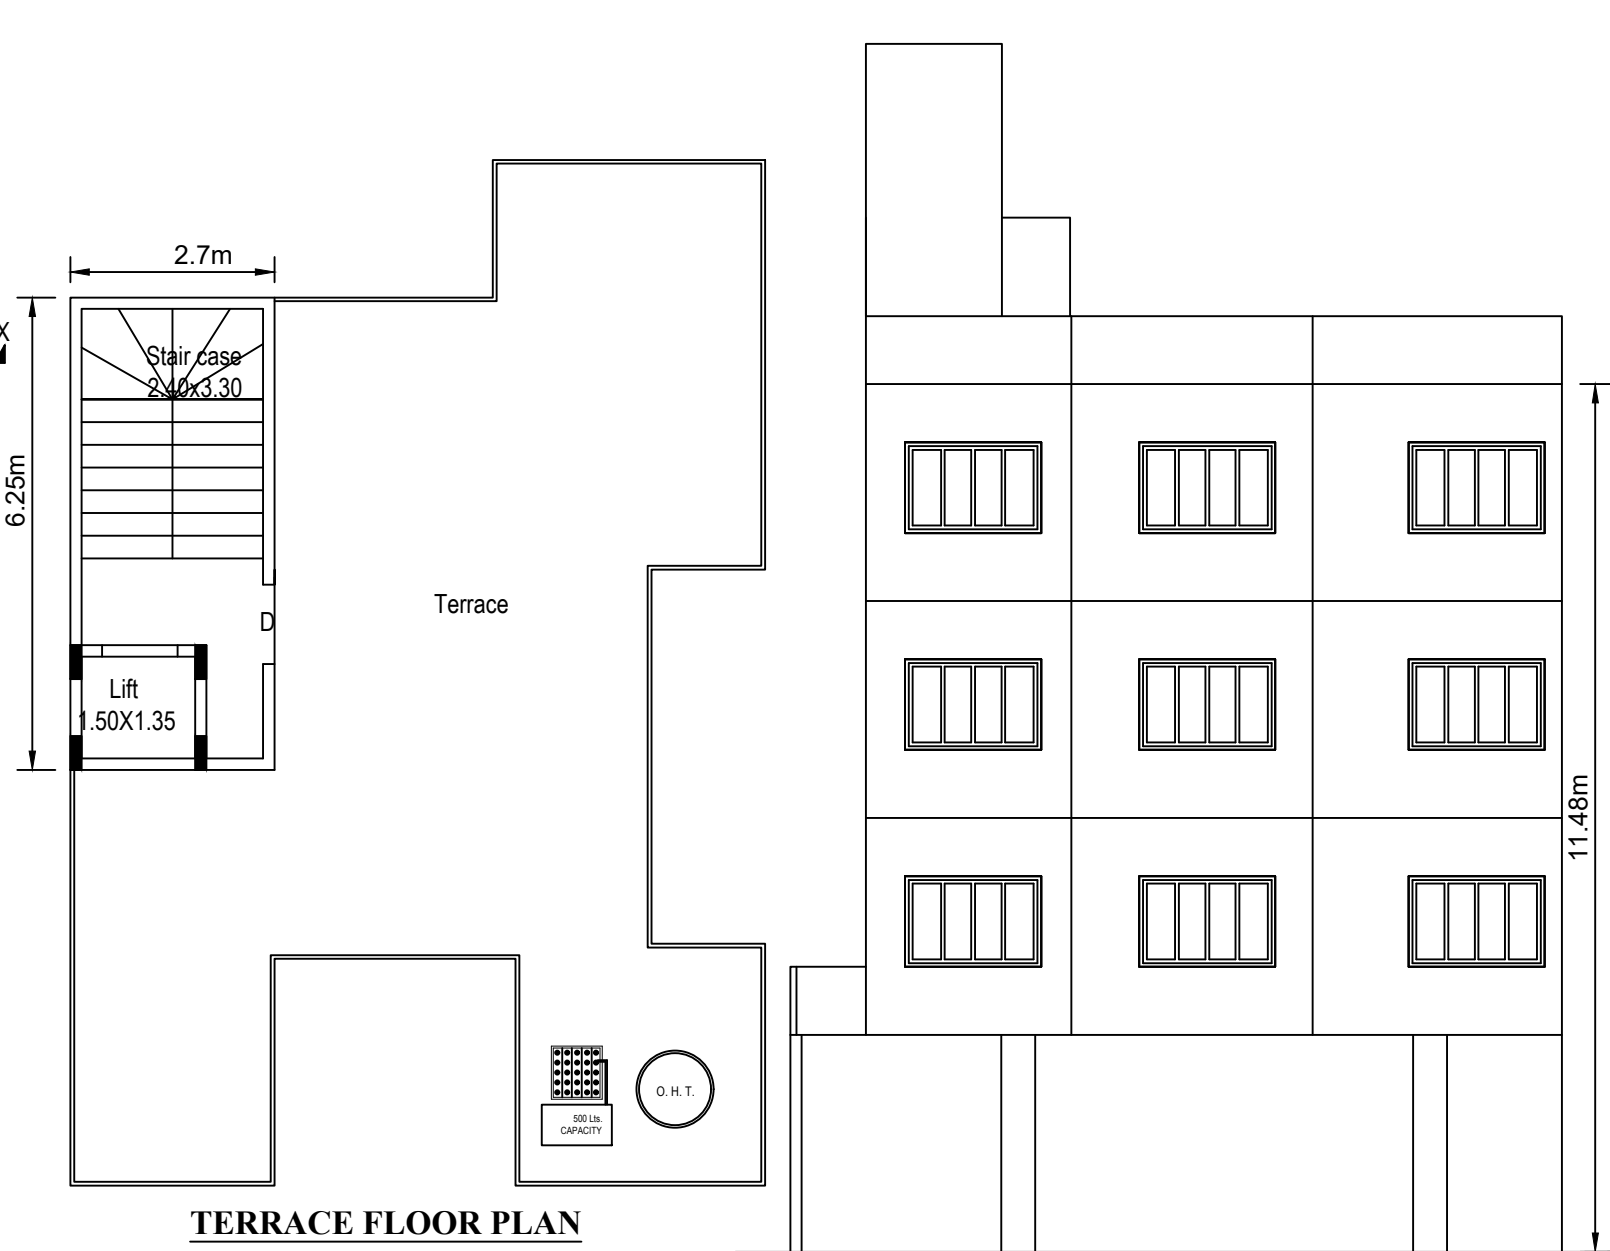 2.7m
X
Stair case
2.40x3.30
6.25m
Terrace
D
Lift
1.50X1.35
11.48m
O. H. T.
500 Lts.
CAPACITY
TERRACE FLOOR PLAN